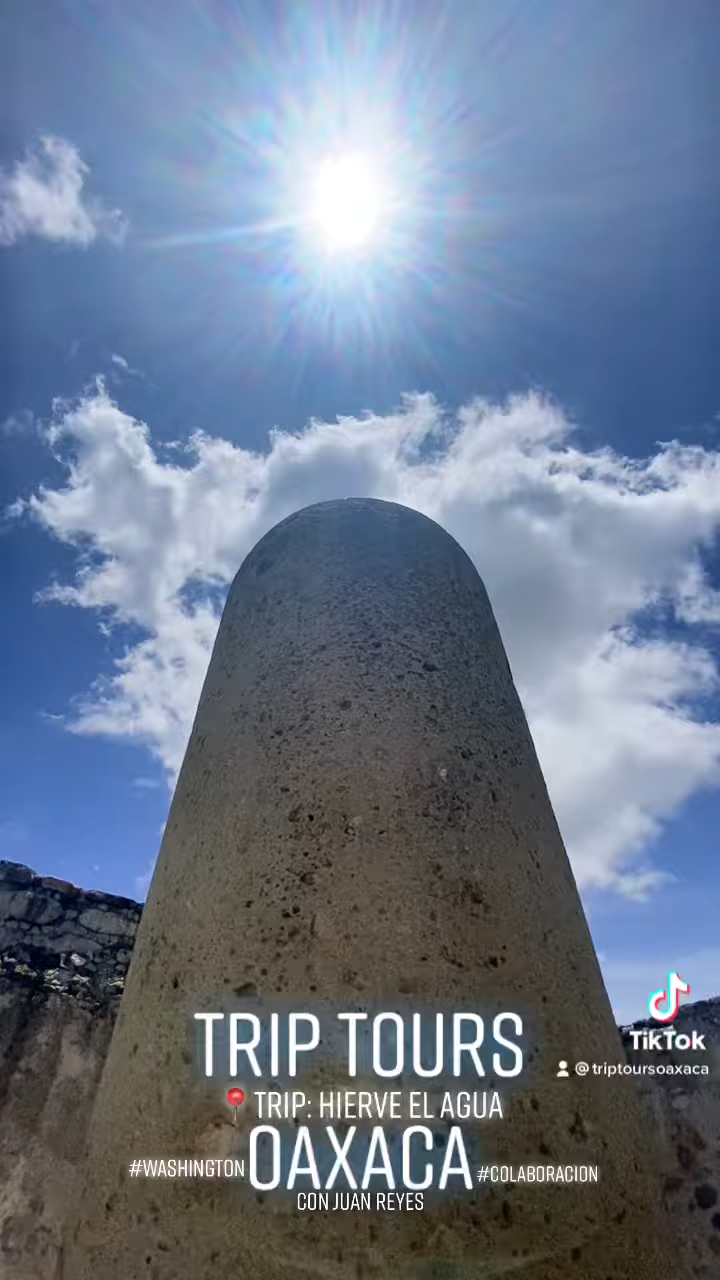 TRIP TOURS
TikTok
@triptoursoaxaca
📍 TRIP: HIERVE EL AGUA
#WASHINGTON OAXACA #COLABORACION
CON JUAN REYES